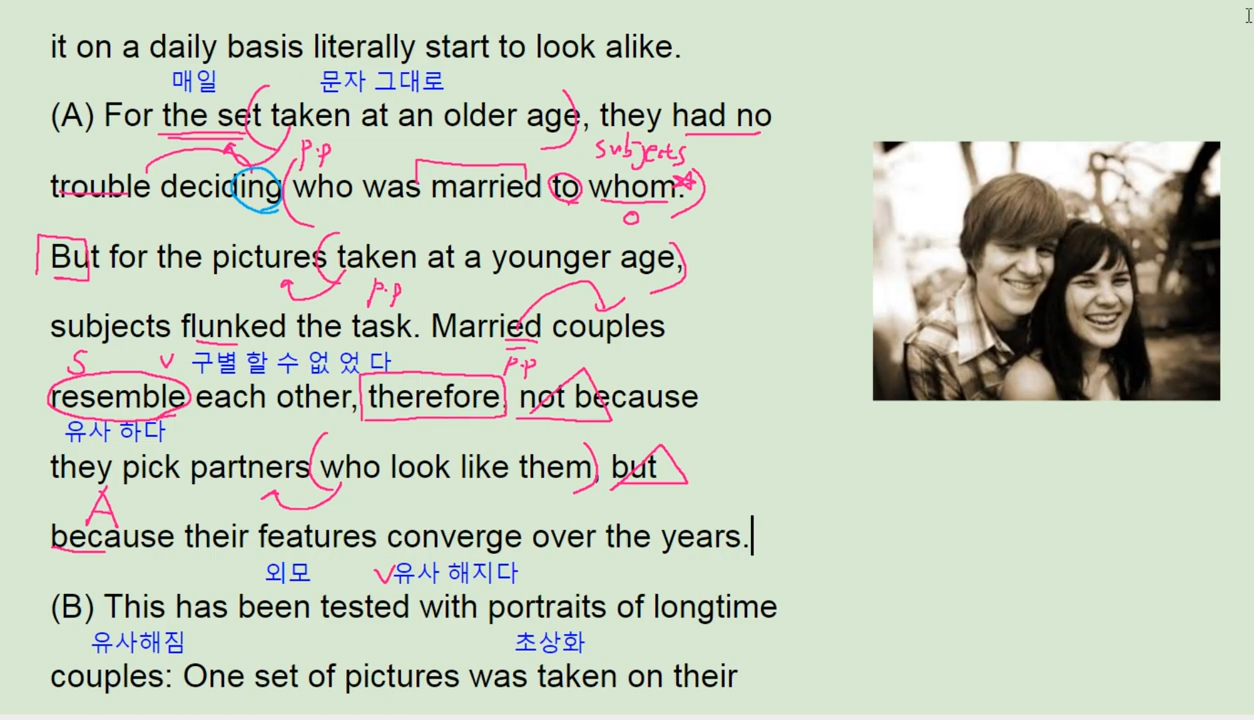 it on a daily basis literally start to look alike.
매일 문자 그대로
(A) For the set taken at an older age, they had no
p.p subjects
trouble deciding who was married to whom.
O
But for the pictures taken at a younger age,
p.p
subjects flunked the task. Married couples
S v 구별 할 수 없 었 다 p.p
resemble each other, therefore, not because
유사 하다
they pick partners who look like them, but
A
because their features converge over the years.
외모 V 유사 해지다
(B) This has been tested with portraits of longtime
유사해짐 초상화
couples: One set of pictures was taken on their